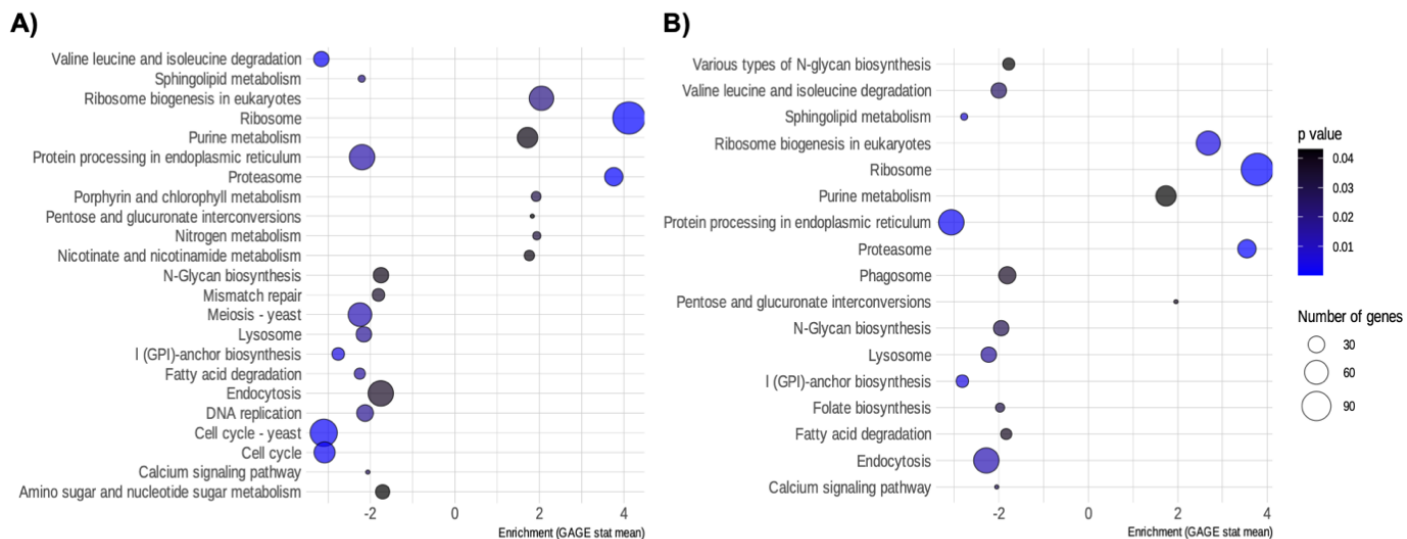 A)
Valine leucine and isoleucine degradation
Sphingolipid metabolism
Ribosome biogenesis in eukaryotes
Ribosome
Purine metabolism
Protein processing in endoplasmic reticulum
Proteasome
Porphyrin and chlorophyll metabolism
Pentose and glucuronate interconversions
Nitrogen metabolism
Nicotinate and nicotinamide metabolism
N-Glycan biosynthesis
Mismatch repair
Meiosis - yeast
Lysosome
l (GPI)-anchor biosynthesis
Fatty acid degradation
Endocytosis
DNA replication
Cell cycle - yeast
Cell cycle
Calcium signaling pathway
Amino sugar and nucleotide sugar metabolism
-2 0 2 4
Enrichment (GAGE stat mean)
B)
Various types of N-glycan biosynthesis
Valine leucine and isoleucine degradation
Sphingolipid metabolism
Ribosome biogenesis in eukaryotes
Ribosome
Purine metabolism
Protein processing in endoplasmic reticulum
Proteasome
Phagosome
Pentose and glucuronate interconversions
N-Glycan biosynthesis
Lysosome
l (GPI)-anchor biosynthesis
Folate biosynthesis
Fatty acid degradation
Endocytosis
Calcium signaling pathway
-2 0 2 4
Enrichment (GAGE stat mean)
p value
0.04
0.03
0.02
0.01
Number of genes
30
60
90